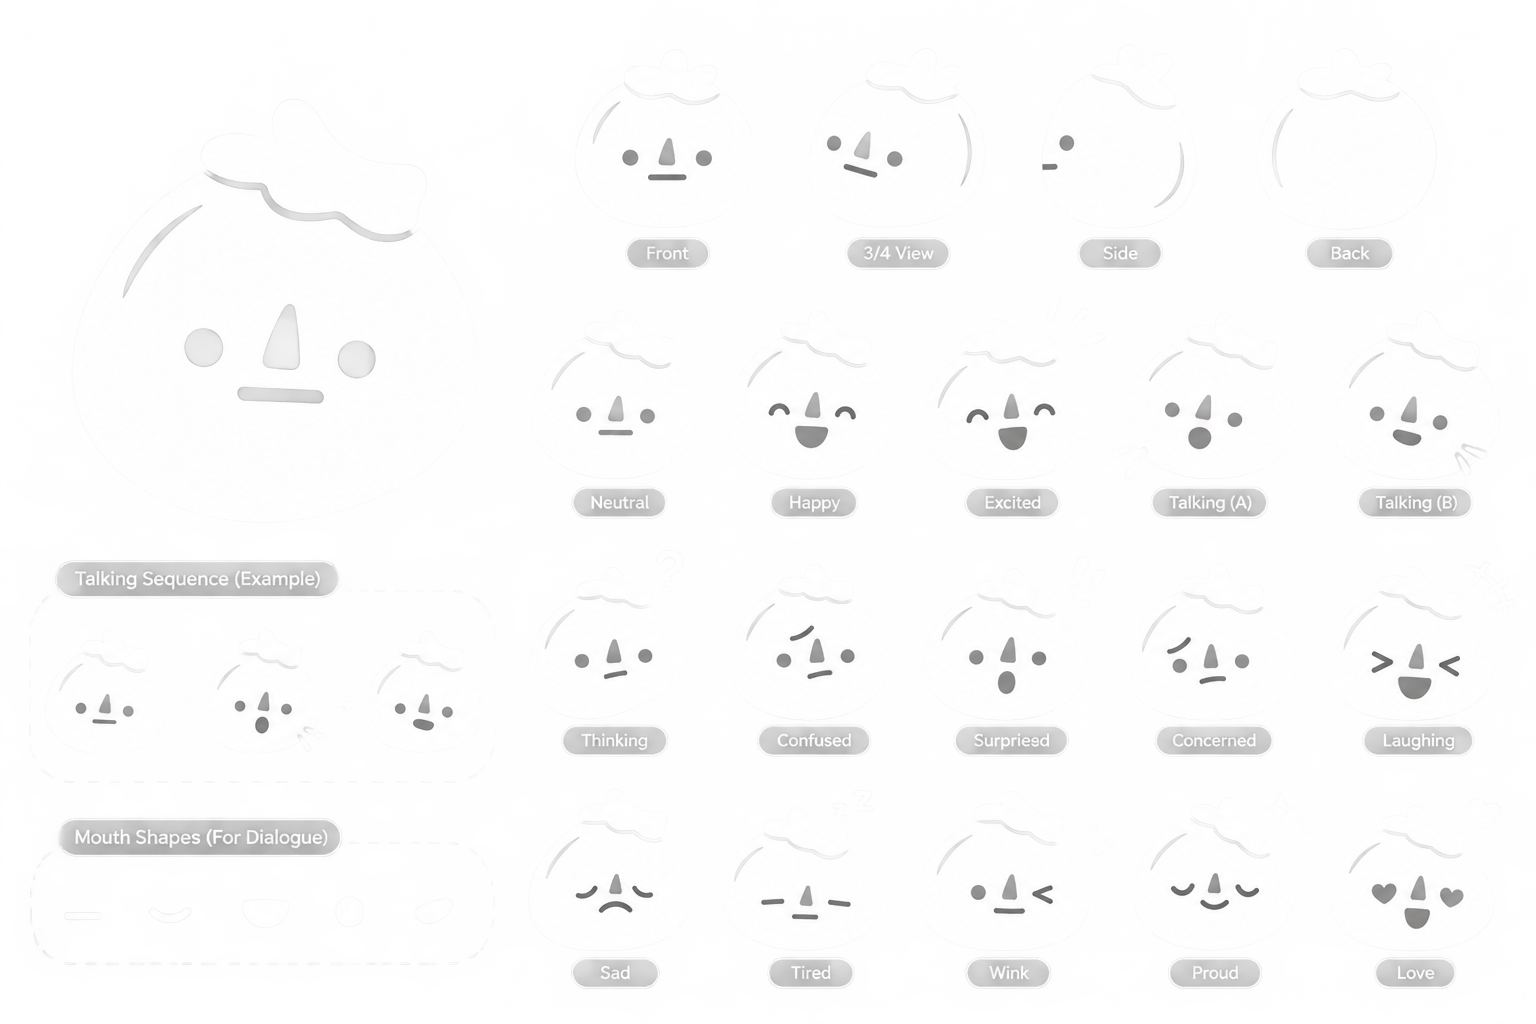 Front
3/4 View
Side
Back
Neutral
Happy
Excited
Talking (A)
Talking (B)
Talking Sequence (Example)
Thinking
Confused
Surpriesd
Concerned
Laughing
Mouth Shapes (For Dialogue)
Sad
Tired
Wink
Proud
Love